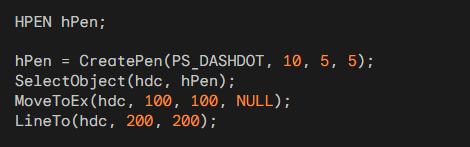 HPEN hPen;

hPen = CreatePen(PS_DASHDOT, 10, 5, 5);
SelectObject(hdc, hPen);
MoveToEx(hdc, 100, 100, NULL);
LineTo(hdc, 200, 200);